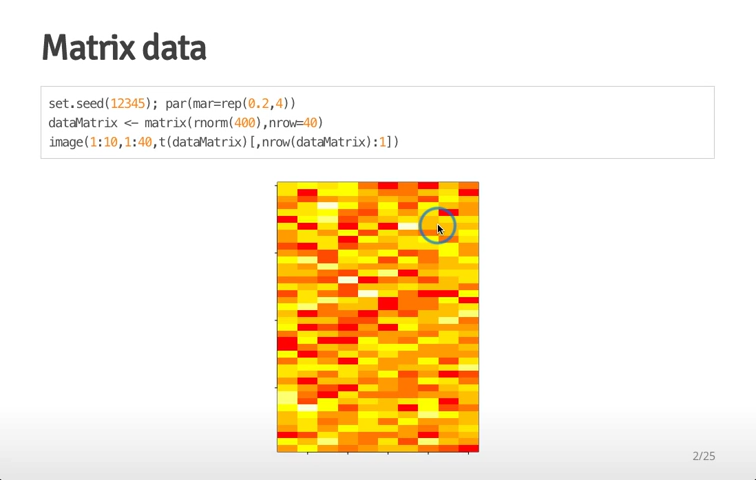 Matrix data
set.seed(12345); par(mar=rep(0.2,4))
dataMatrix <- matrix(rnorm(400),nrow=40)
image(1:10,1:40,t(dataMatrix)[,nrow(dataMatrix):1])
2/25